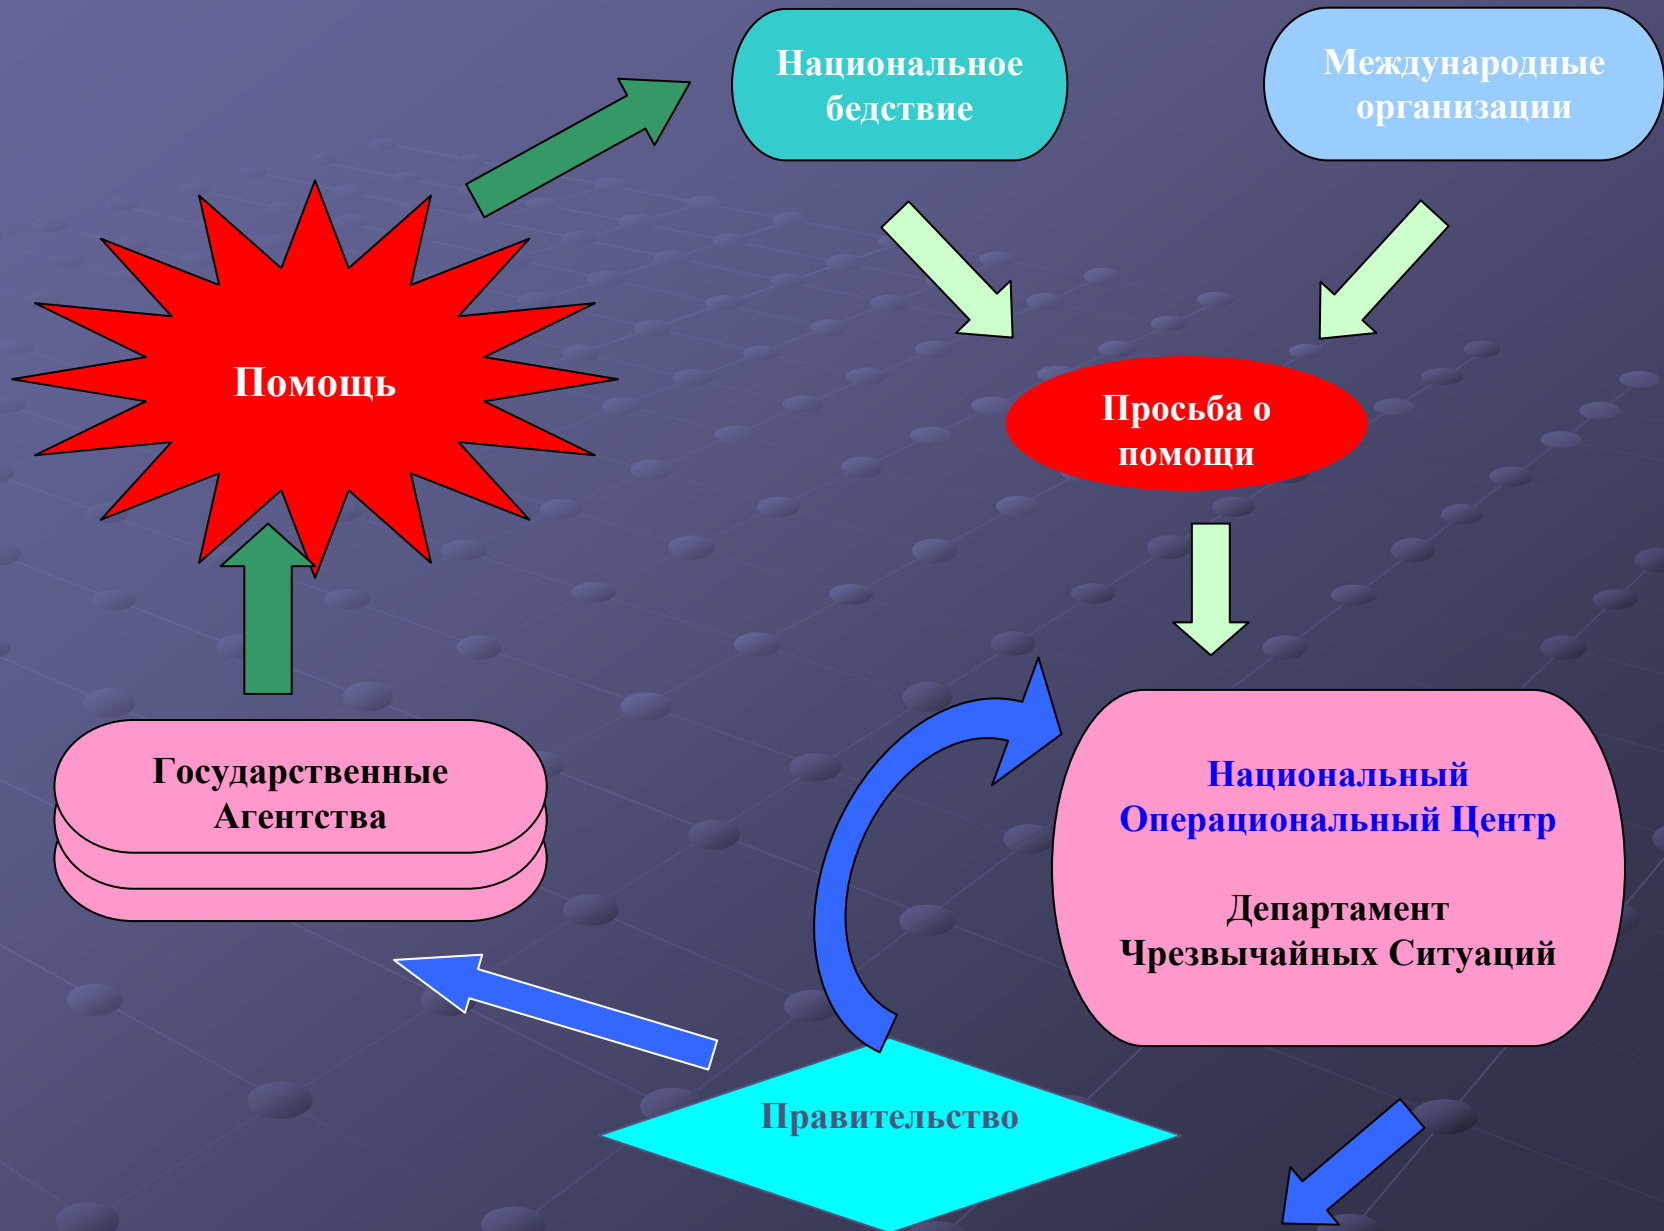 Национальное
бедствие
Международные
организации
Помощь
Просьба о
помощи
Государственные
Агентства
Национальный
Операциональный Центр
Департамент
Чрезвычайных Ситуаций
Правительство